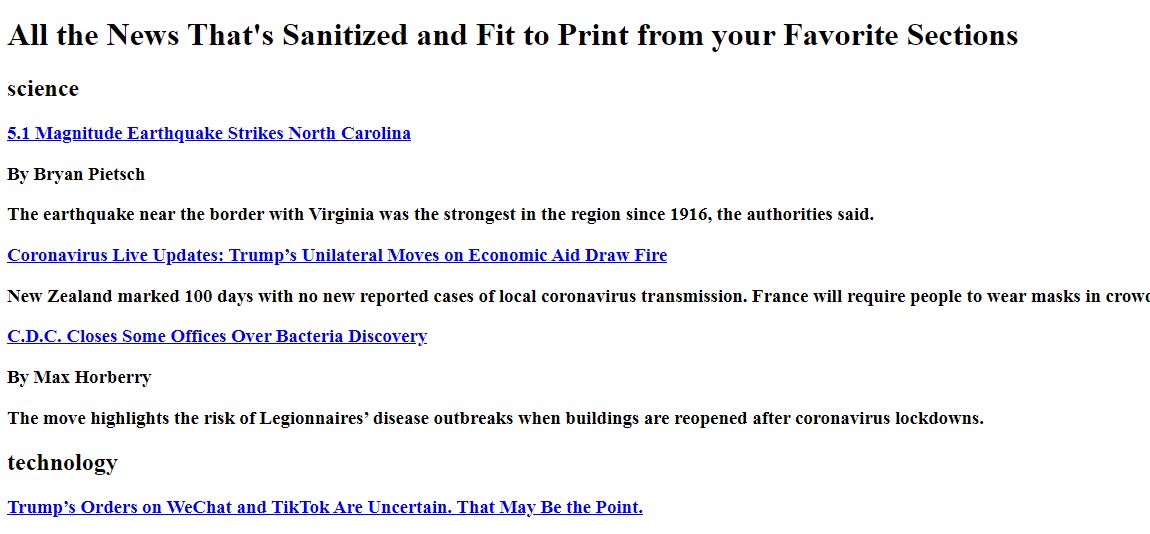 All the News That's Sanitized and Fit to Print from your Favorite Sections
science
5.1 Magnitude Earthquake Strikes North Carolina
By Bryan Pietsch
The earthquake near the border with Virginia was the strongest in the region since 1916, the authorities said.
Coronavirus Live Updates: Trump’s Unilateral Moves on Economic Aid Draw Fire
New Zealand marked 100 days with no new reported cases of local coronavirus transmission. France will require people to wear masks in
C.D.C. Closes Some Offices Over Bacteria Discovery
By Max Horberry
The move highlights the risk of Legionnaires’ disease outbreaks when buildings are reopened after coronavirus lockdowns.
technology
Trump’s Orders on WeChat and TikTok Are Uncertain. That May Be the Point.